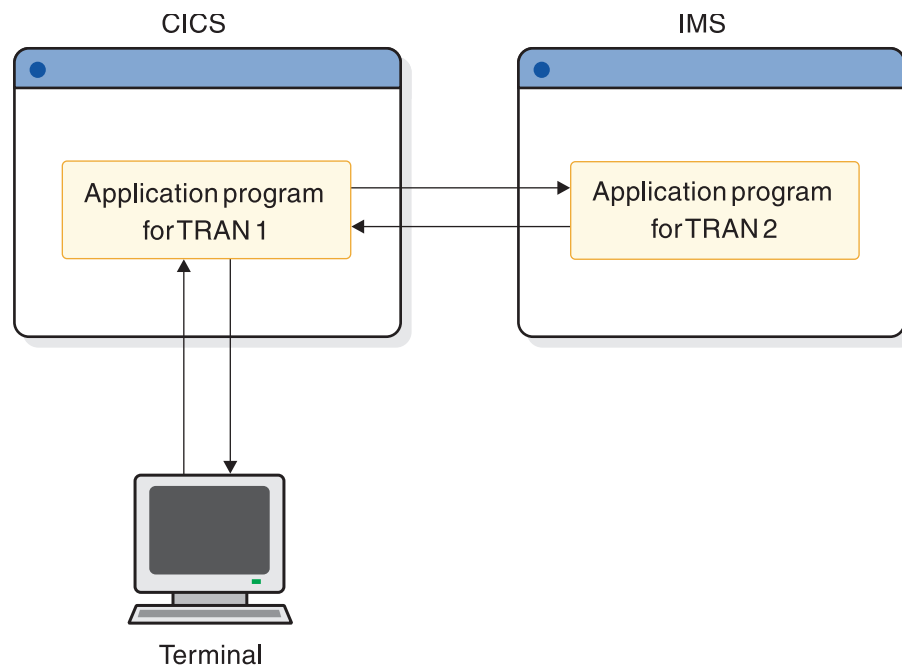 CICS
IMS
Application program
for TRAN 1
Application program
for TRAN 2
Terminal